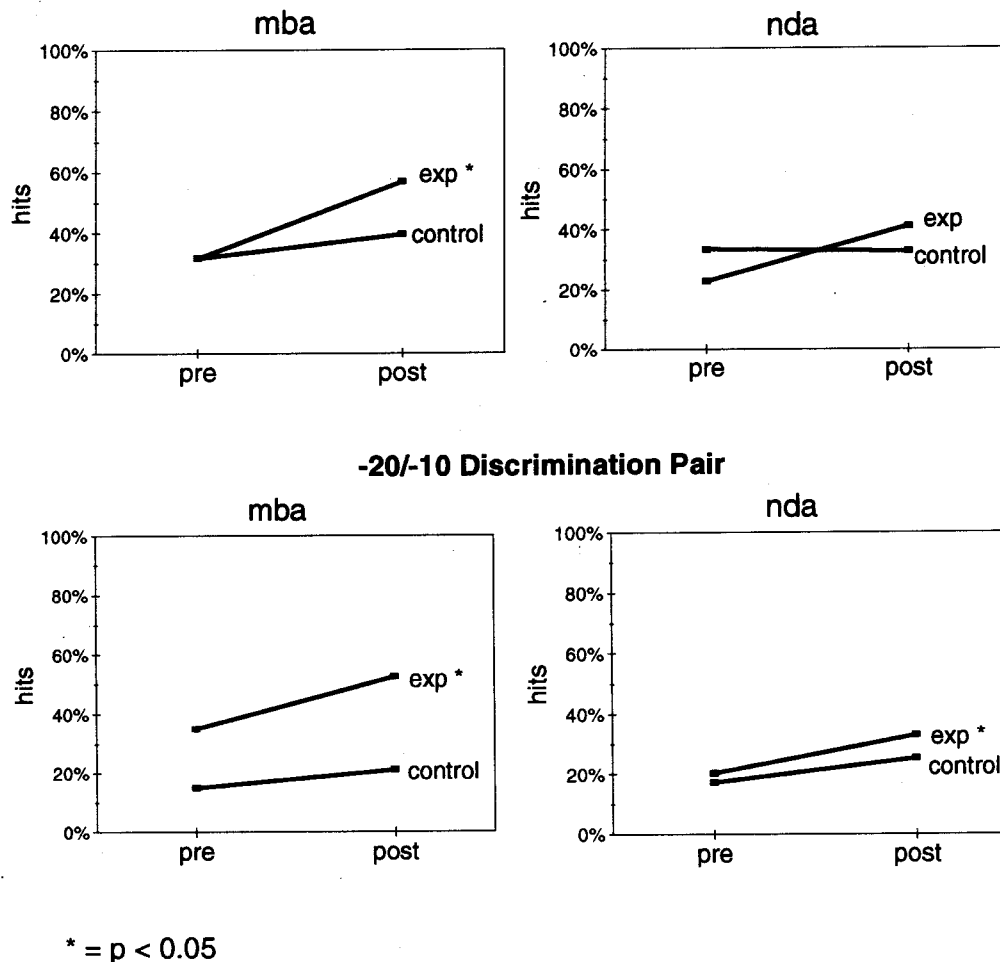 mba
100%
80%
60%
40%
20%
0%
hits
exp *
control
pre post
nda
100%
80%
60%
40%
20%
0%
hits
exp
control
pre post
-20/-10 Discrimination Pair
mba
100%
80%
60%
40%
20%
0%
hits
exp *
control
pre post
nda
100%
80%
60%
40%
20%
0%
hits
exp *
control
pre post
* = p < 0.05